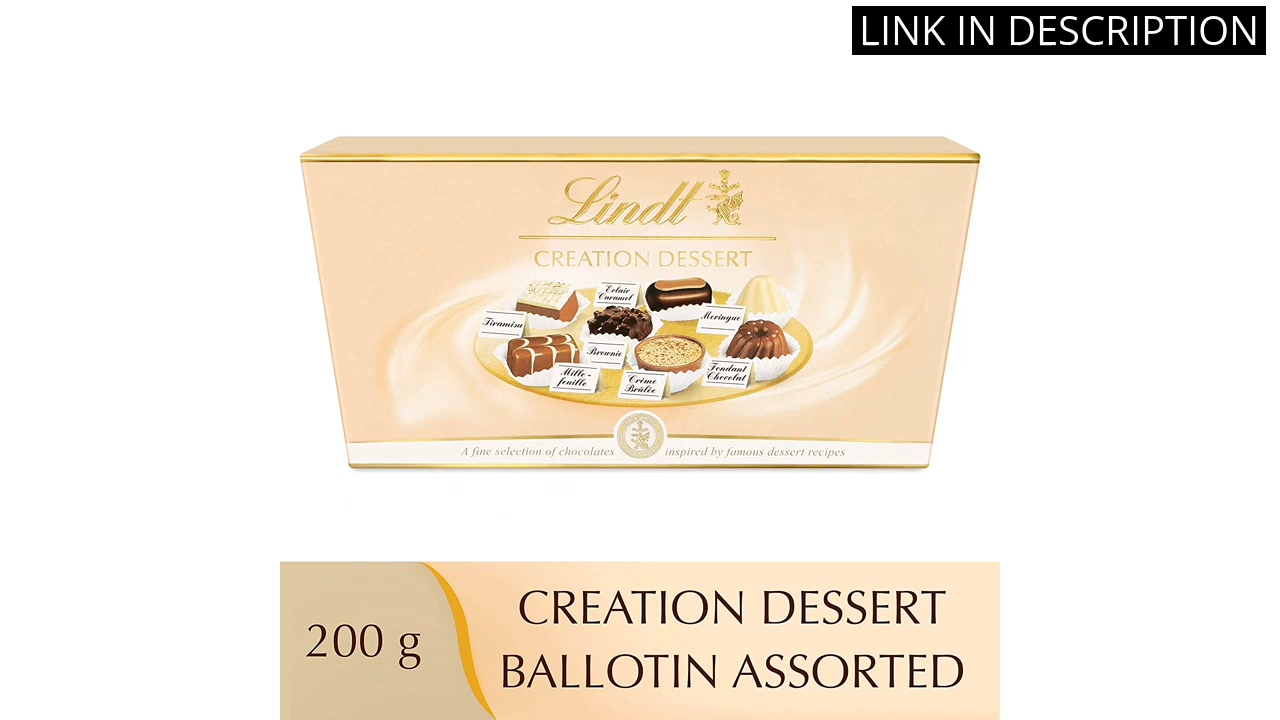 LINK IN DESCRIPTION
Lindt
CREATION DESSERT
Eclair
Caramel
Tiramisu
Meringue
Brownie
Mille-
feuille
Crème
Brûlée
Fondant
Chocolat
A fine selection of chocolates inspired by famous dessert recipes
200 g
CREATION DESSERT
BALLOTIN ASSORTED